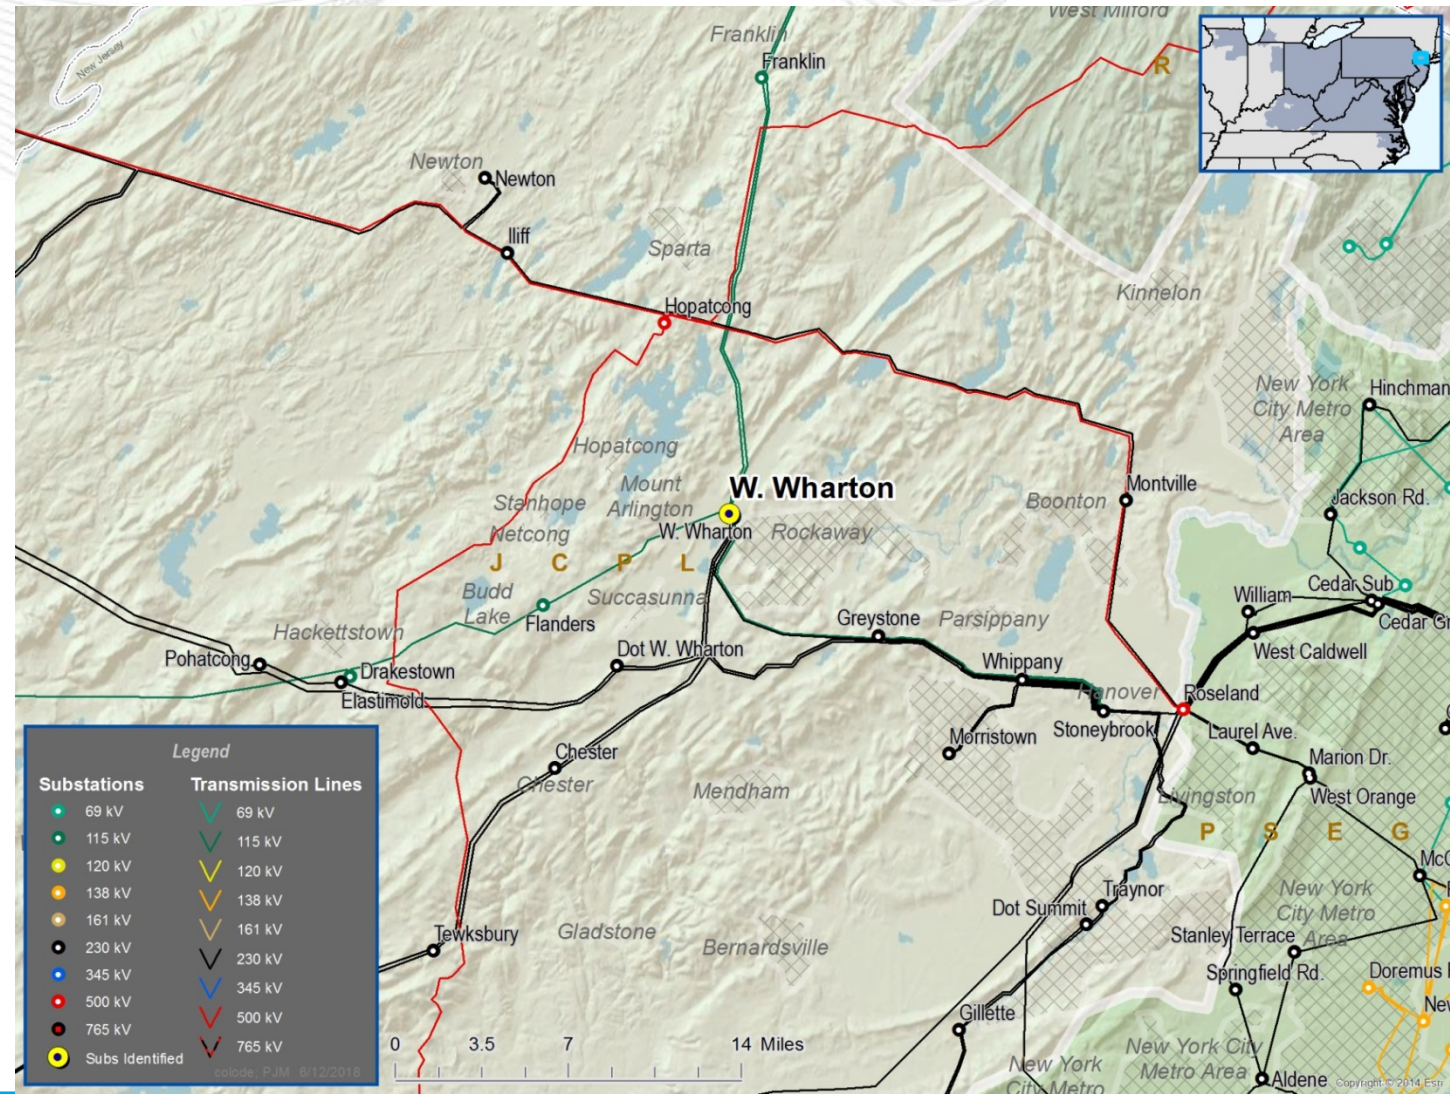 West Milford
Franklin
Franklin
New Jersey
R
Newton
Newton
Iliff
Sparta
Hopatcong
Kinnelon
New York
City Metro
Area
Hinchman
Hopatcong
W. Wharton
Stanhope
Mount
Arlington
Netcong
W. Wharton
Rockaway
Boonton
Montville
Jackson Rd.
J C P L
Budd
Lake
Succasunna
Flanders
Cedar Sub
William
Cedar Gr
Hackettstown
Greystone
Parsippany
Pohatcong
Dot W. Wharton
West Caldwell
Drakestown
Elastimold
Whippany
Hanover
Roseland
Stoneybrook
Morristown
Laurel Ave.
Chester
Chester
Mendham
Marion Dr.
West Orange
Livingston
P S E G
McC
New York
City Metro
Area
Traynor
Dot Summit
Tewksbury
Gladstone
Bernardsville
Stanley Terrace
Springfield Rd.
Doremus
New
Gillette
New York
City Metro
New York City
Metro Area
Aldene
Legend
Substations
69 kV
115 kV
120 kV
138 kV
161 kV
230 kV
345 kV
500 kV
765 kV
Subs Identified
Transmission Lines
69 kV
115 kV
120 kV
138 kV
161 kV
230 kV
345 kV
500 kV
765 kV
colode, PJM 6/12/2018
0 3.5 7 14 Miles
Copyright:© 2014 Esri